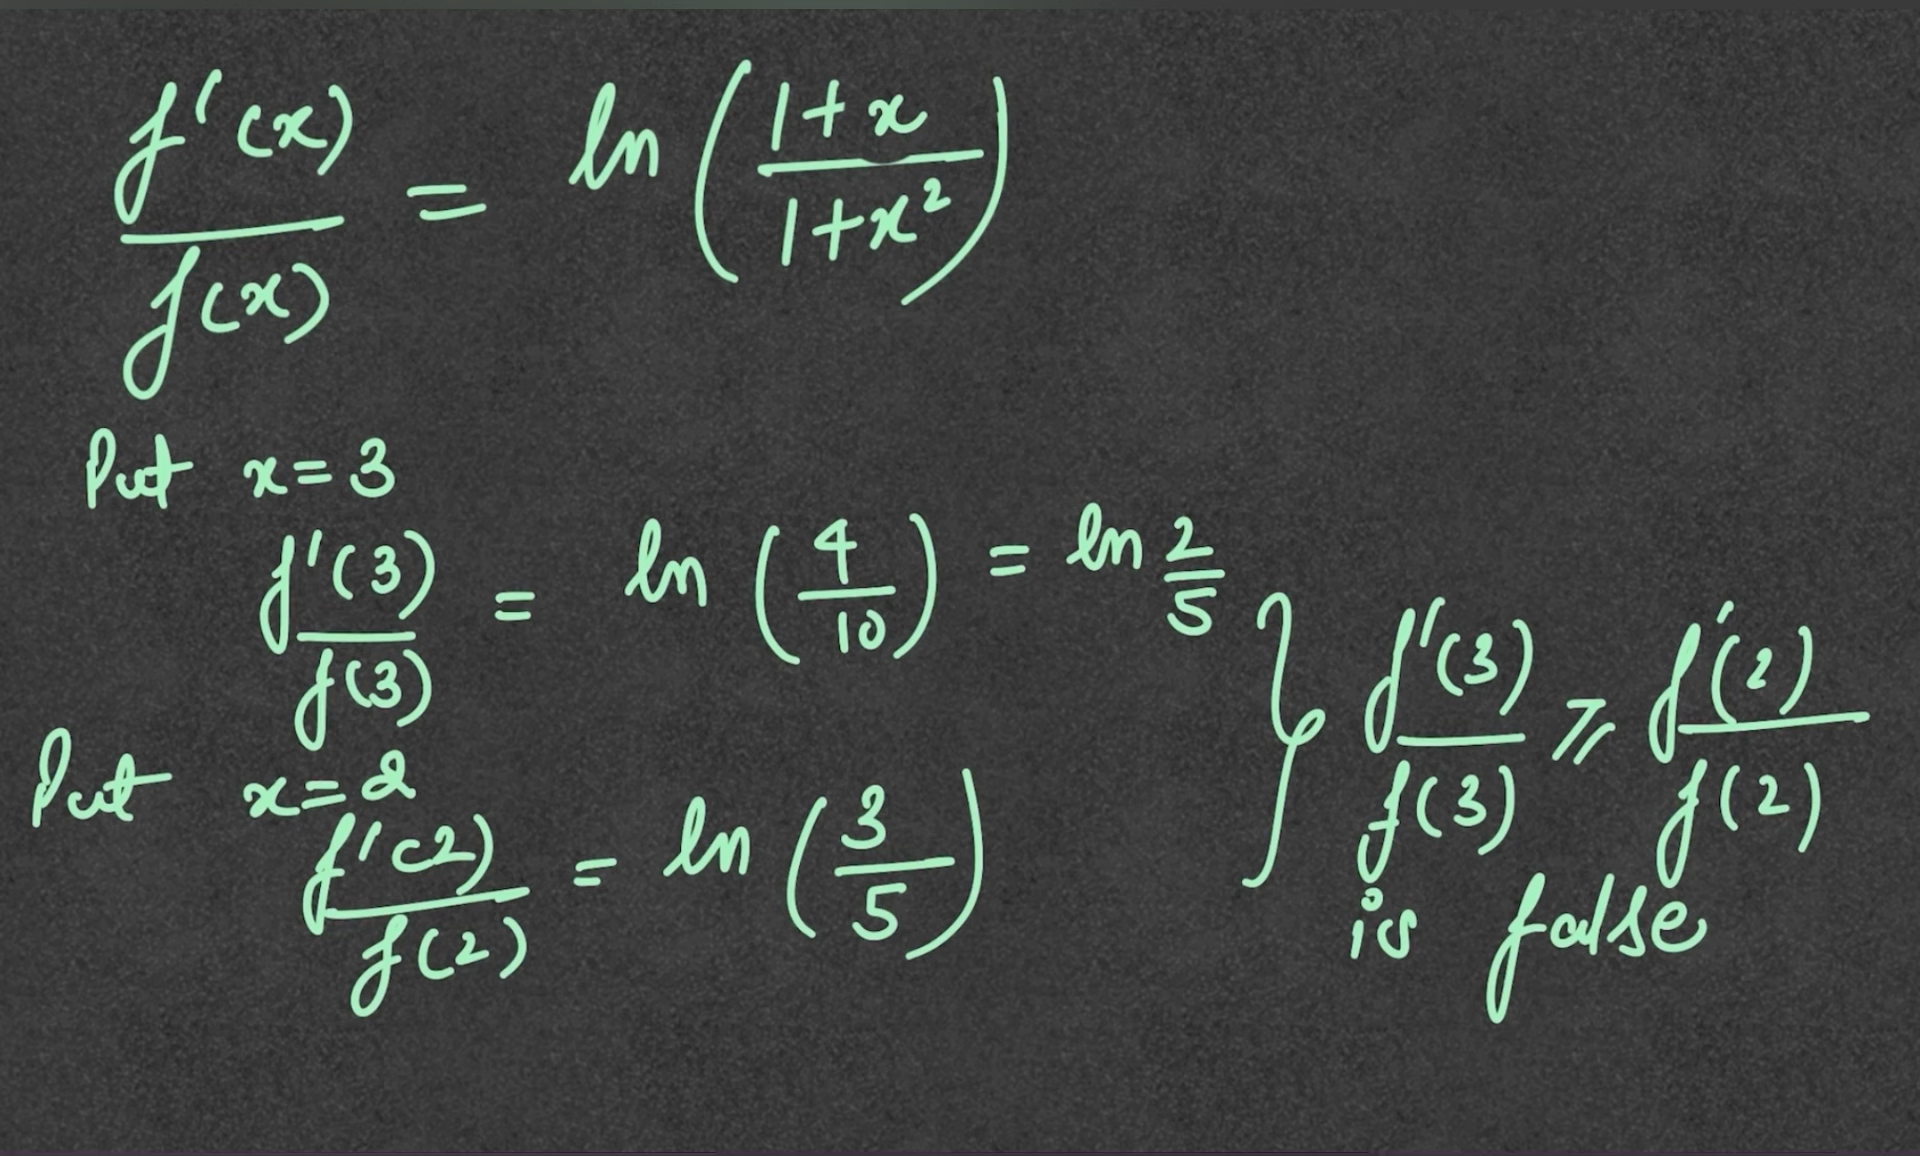 f'(x)/f(x) = ln((1+x)/(1+x²))
Put x=3
f'(3)/f(3) = ln(4/10) = ln 2/5
Put x=2
f'(2)/f(2) = ln(3/5)
} f'(3)/f(3) ⩾ f'(2)/f(2)
is false